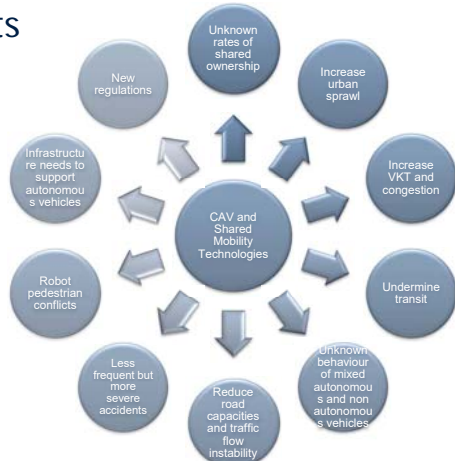 ts
Unknown
rates of
shared
ownership
Increase
urban
sprawl
Increase
VKT and
congestion
Undermine
transit
Unknown
behaviour
of mixed
autonomou
s and non
autonomou
s vehicles
Reduce
road
capacities
and traffic
flow
instability
Less
frequent but
more
severe
accidents
Robot
pedestrian
conflicts
Infrastructu
re needs to
support
autonomou
s vehicles
New
regulations
CAV and
Shared
Mobility
Technologies